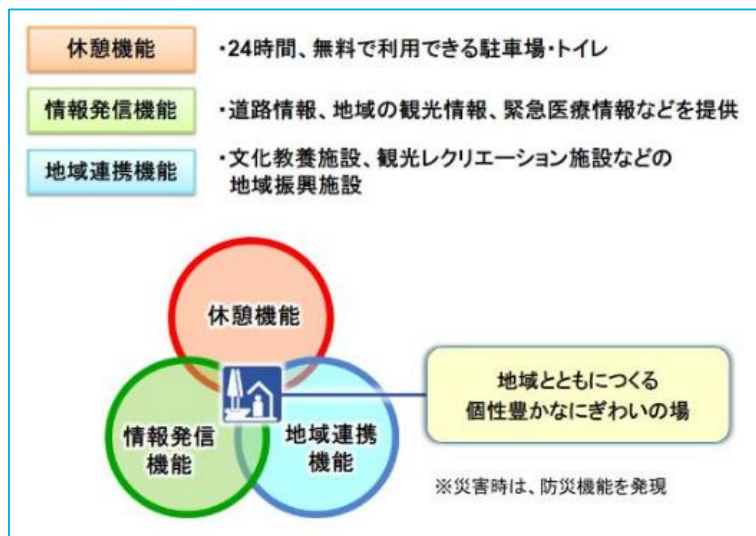 休憩機能
・24時間、無料で利用できる駐車場・トイレ
情報発信機能
・道路情報、地域の観光情報、緊急医療情報などを提供
地域連携機能
・文化教養施設、観光レクリエーション施設などの
地域振興施設
休憩機能
情報発信
機能
地域連携
機能
地域とともにつくる
個性豊かなにぎわいの場
※災害時は、防災機能を発現